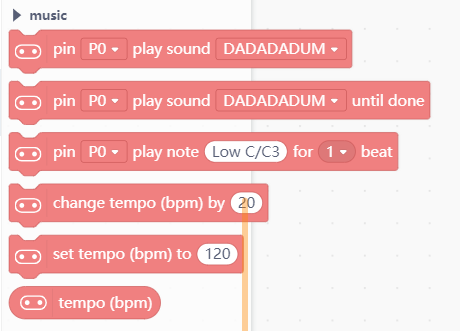 music
pin P0 play sound DADADADUM
pin P0 play sound DADADADUM until done
pin P0 play note Low C/C3 for 1 beat
change tempo (bpm) by 20
set tempo (bpm) to 120
tempo (bpm)